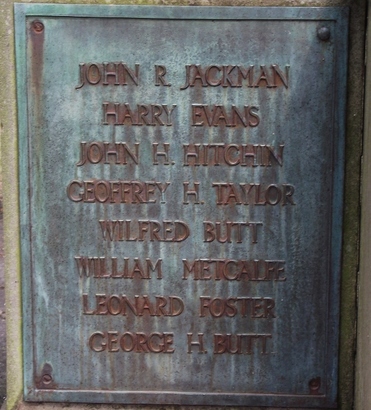 JOHN R. JACKMAN
HARRY EVANS
JOHN H. HITCHIN
GEOFFREY H. TAYLOR
WILFRED BUTT
WILLIAM METCALFE
LEONARD FOSTER
GEORGE H. BUTT.